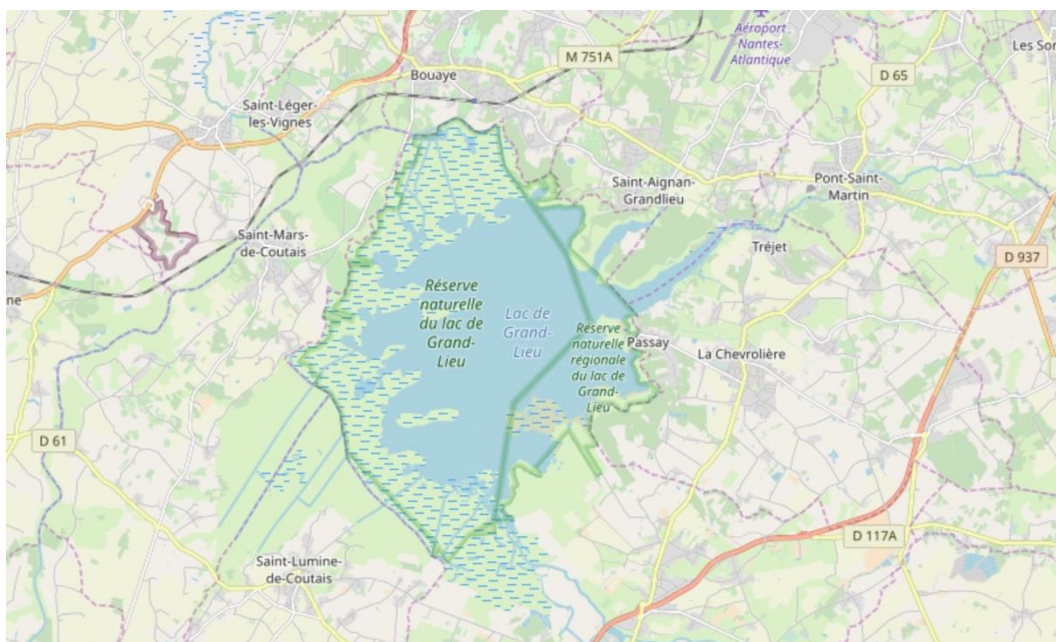 Aéroport
Nantes-
Atlantique
Les Sor
M 751A
Bouaye
D 65
Saint-Léger-
les-Vignes
Saint-Aignan-
Grandlieu
Pont-Saint-
Martin
Saint-Mars-
de-Coutais
Tréjet
D 937
ne
Réserve
naturelle
du lac de
Grand-
Lieu
Lac de
Grand-
Lieu
Réserve
naturelle
régionale
du lac de
Grand-
Lieu
Passay
La Chevrolière
D 61
D 117A
Saint-Lumine-
de-Coutais